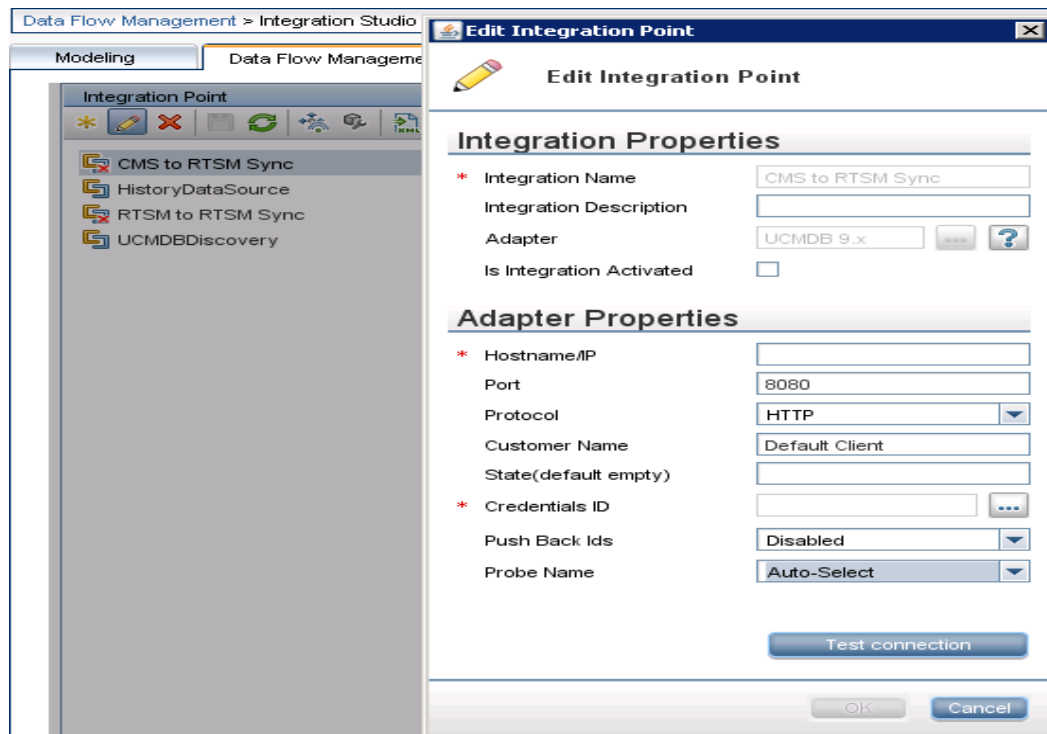 Data Flow Management > Integration Studio
Modeling
Data Flow Manageme
Integration Point
XML
CMS to RTSM Sync
HistoryDataSource
RTSM to RTSM Sync
UCMDBDiscovery
Edit Integration Point
Edit Integration Point
Integration Properties
* Integration Name CMS to RTSM Sync
Integration Description
Adapter UCMDB 9.x ... ?
Is Integration Activated
Adapter Properties
* Hostname/IP
Port 8080
Protocol HTTP
Customer Name Default Client
State(default empty)
* Credentials ID ...
Push Back Ids Disabled
Probe Name Auto-Select
Test connection
OK Cancel